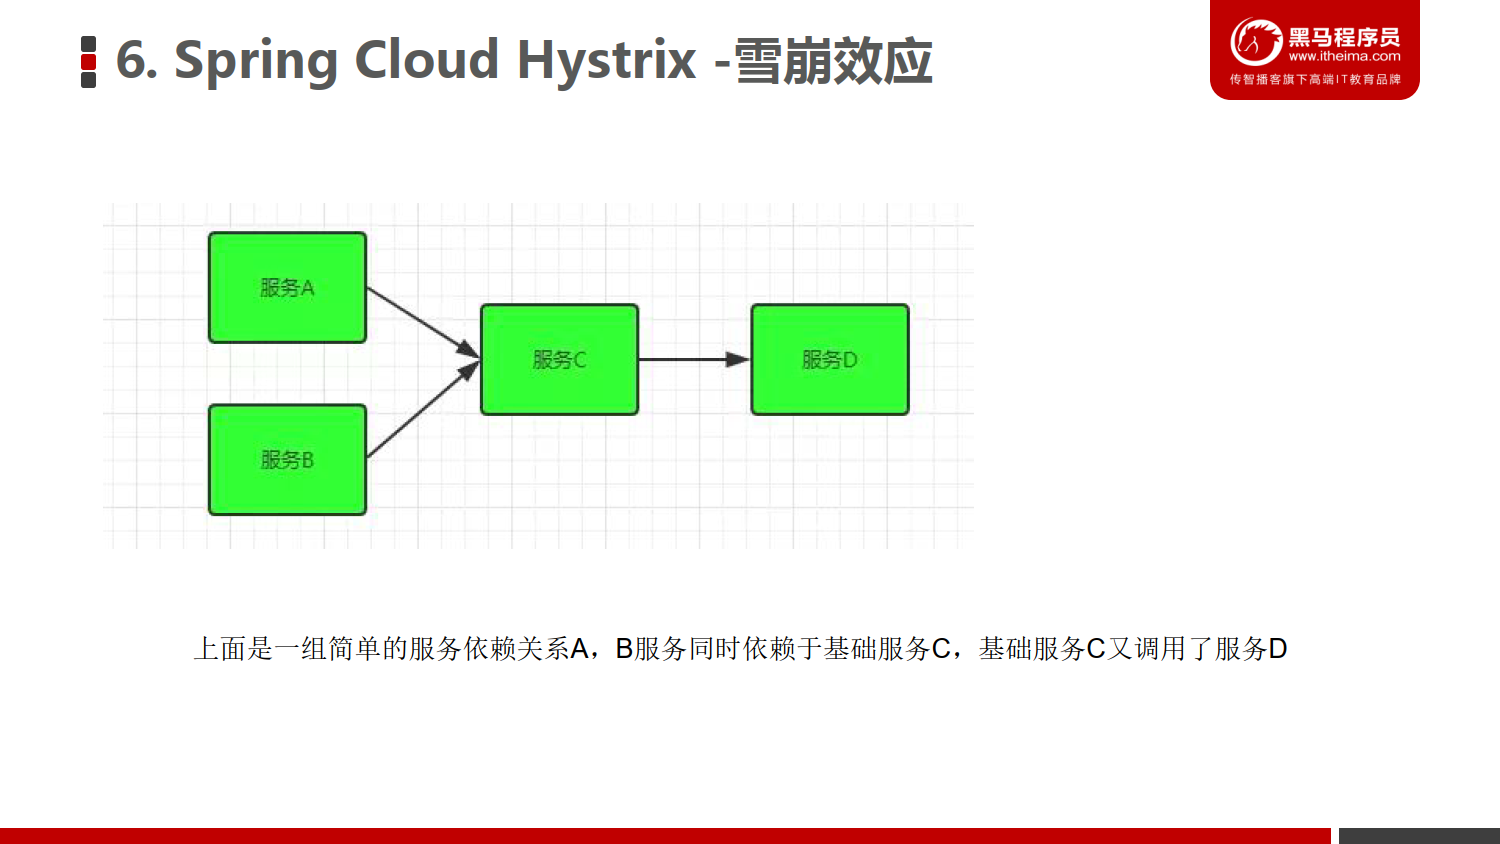 6. Spring Cloud Hystrix -雪崩效应
黑马程序员
www.itheima.com
传智播客旗下高端IT教育品牌
服务A
服务C
服务D
服务B
上面是一组简单的服务依赖关系A，B服务同时依赖于基础服务C，基础服务C又调用了服务D